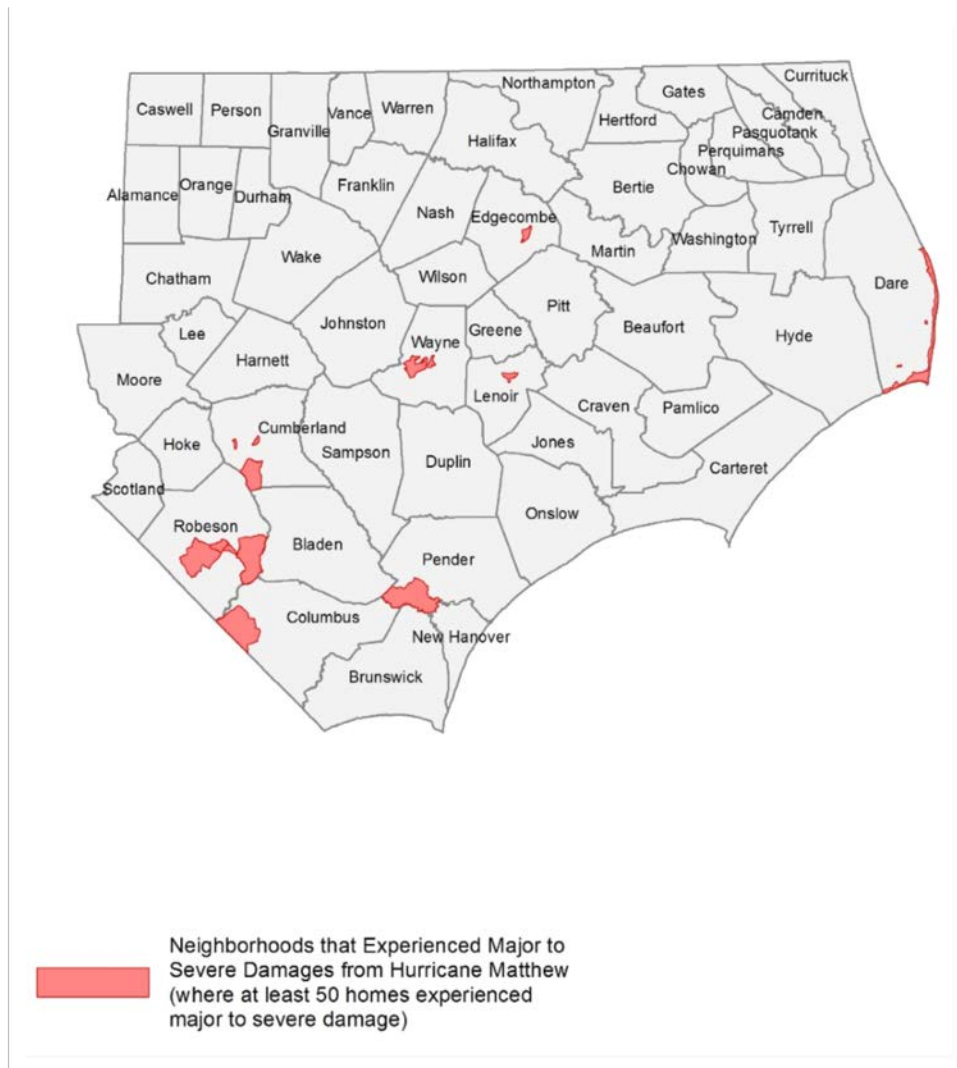 Currituck
Northampton
Gates
Caswell
Person
Vance
Warren
Camden
Hertford
Granville
Pasquotank
Halifax
Perquimans
Chowan
Orange
Franklin
Bertie
Alamance
Durham
Nash
Edgecombe
Tyrrell
Washington
Martin
Wake
Chatham
Wilson
Dare
Pitt
Johnston
Greene
Beaufort
Lee
Wayne
Hyde
Harnett
Moore
Lenoir
Craven
Pamlico
Cumberland
Hoke
Jones
Sampson
Duplin
Carteret
Scotland
Onslow
Robeson
Bladen
Pender
Columbus
New Hanover
Brunswick
Neighborhoods that Experienced Major to
Severe Damages from Hurricane Matthew
(where at least 50 homes experienced
major to severe damage)